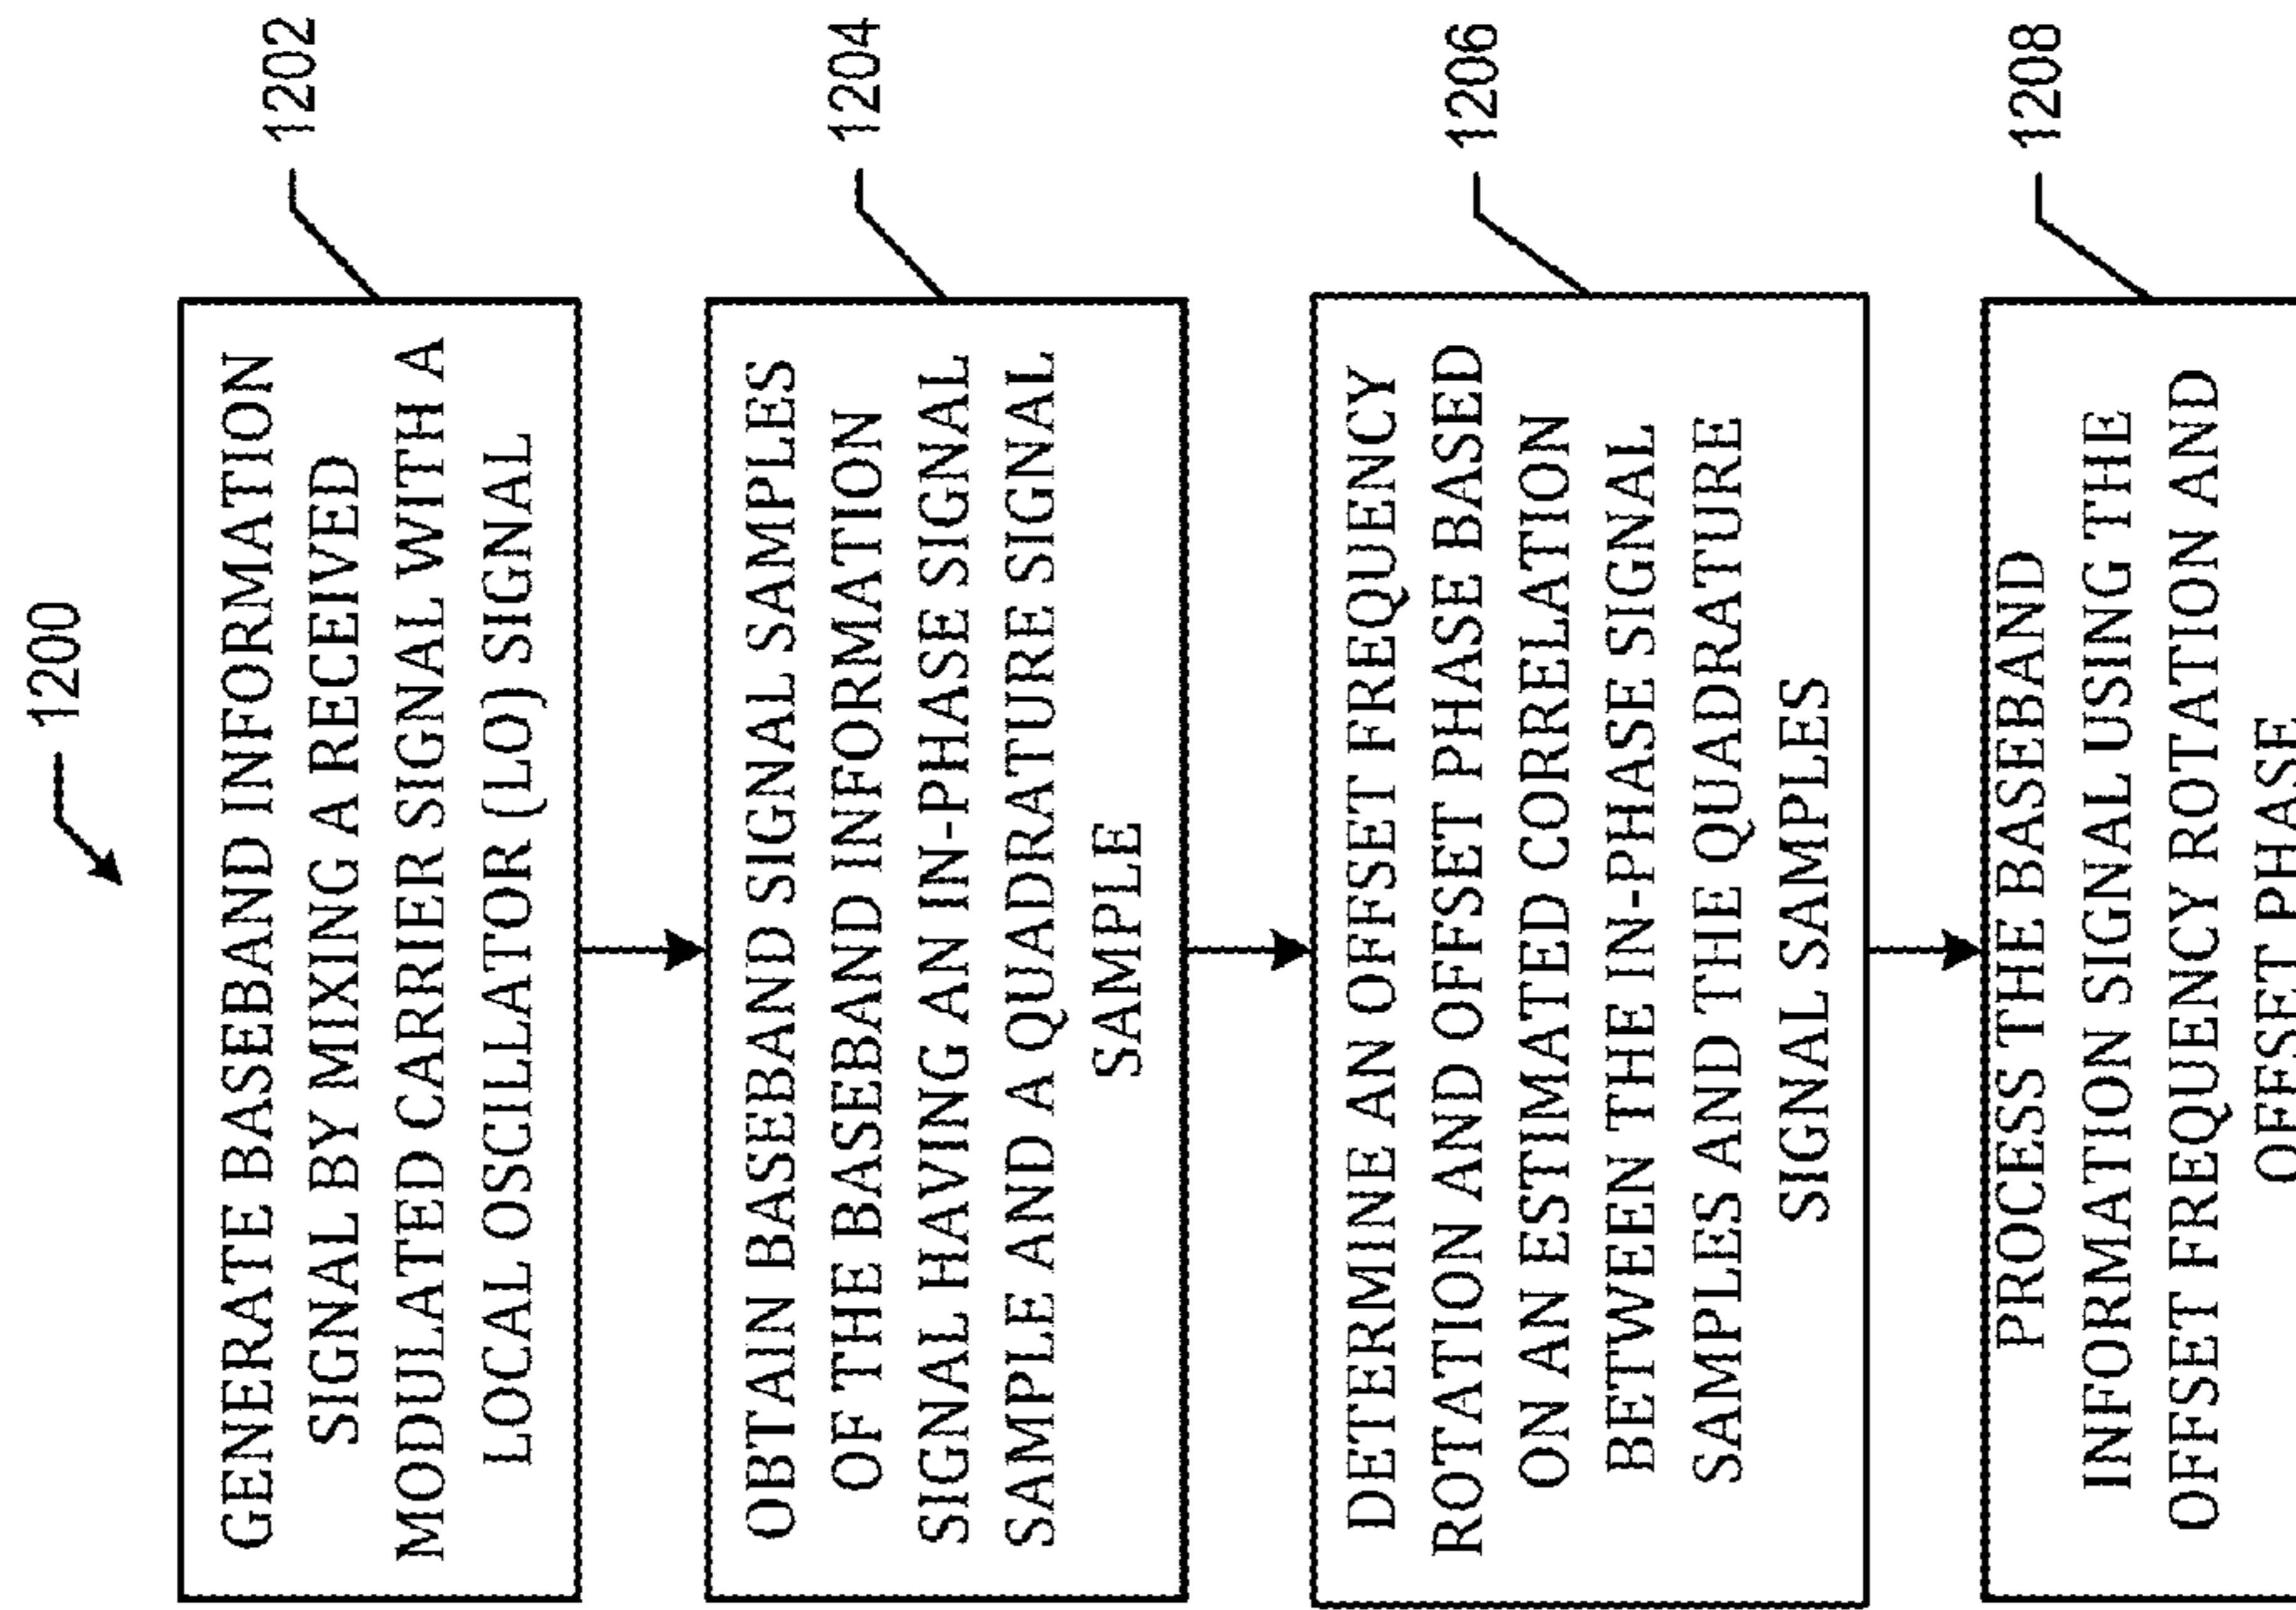 1200
GENERATE BASEBAND INFORMATION
SIGNAL BY MIXING A RECEIVED
MODULATED CARRIER SIGNAL WITH A
LOCAL OSCILLATOR (LO) SIGNAL
1202
OBTAIN BASEBAND SIGNAL SAMPLES
OF THE BASEBAND INFORMATION
SIGNAL HAVING AN IN-PHASE SIGNAL
SAMPLE AND A QUADRATURE SIGNAL
SAMPLE
1204
DETERMINE AN OFFSET FREQUENCY
ROTATION AND OFFSET PHASE BASED
ON AN ESTIMATED CORRELATION
BETWEEN THE IN-PHASE SIGNAL
SAMPLES AND THE QUADRATURE
SIGNAL SAMPLES
1206
PROCESS THE BASEBAND
INFORMATION SIGNAL USING THE
OFFSET FREQUENCY ROTATION AND
OFFSET PHASE
1208